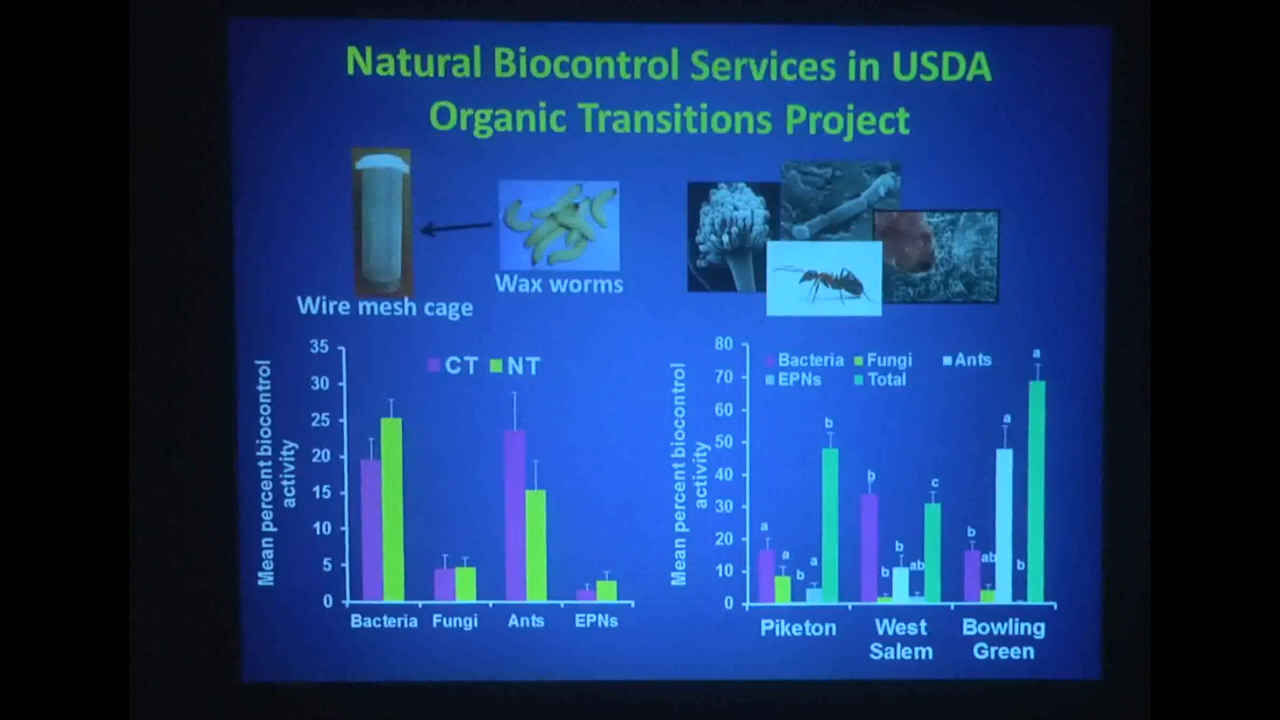 Natural Biocontrol Services in USDA
Organic Transitions Project
Wire mesh cage
Wax worms
Mean percent biocontrol
activity
35
30
25
20
15
10
5
0
CT NT
Bacteria Fungi Ants EPNs
Mean percent biocontrol
activity
80
70
60
50
40
30
20
10
0
Bacteria Fungi Ants
EPNs Total
a
a
b
a
b
b
b
b
ab
c
b
ab
a
b
a
Piketon
West
Salem
Bowling
Green